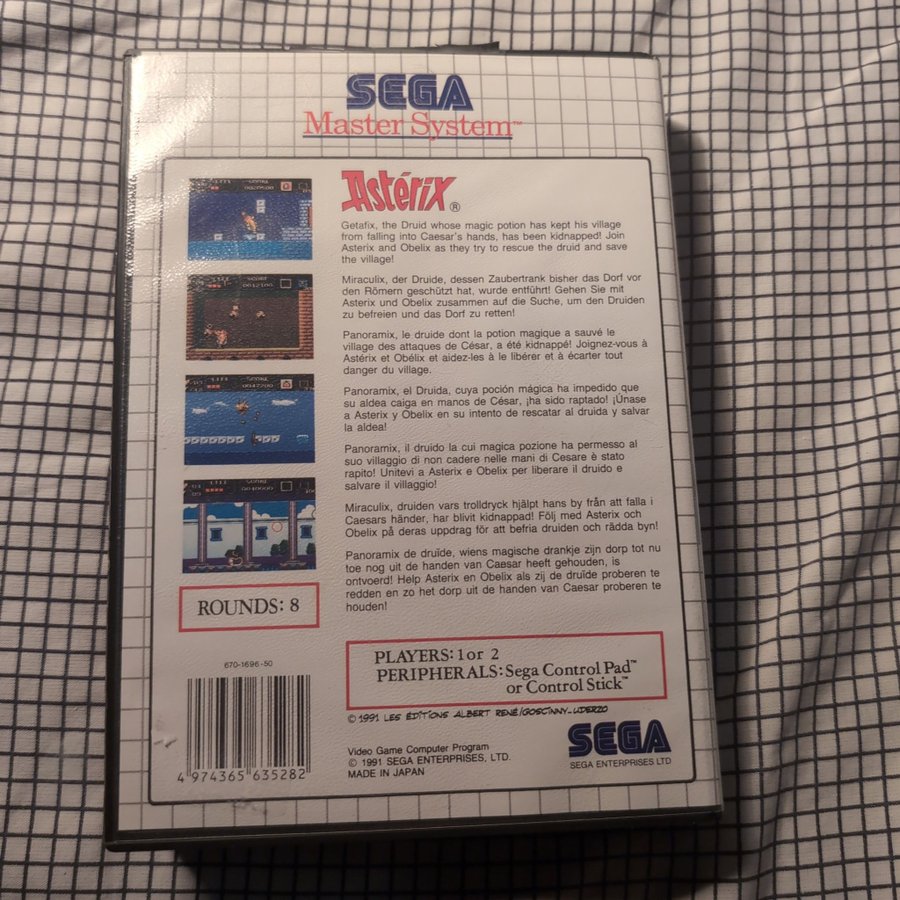 SEGA
Master System™
Astérix®
Getafix, the Druid whose magic potion has kept his village
from falling into Caesar's hands, has been kidnapped! Join
Asterix and Obelix as they try to rescue the druid and save
the village!
Miraculix, der Druide, dessen Zaubertrank bisher das Dorf vor
den Römern geschützt hat, wurde entführt! Gehen Sie mit
Asterix und Obelix zusammen auf die Suche, um den Druiden
zu befreien und das Dorf zu retten!
Panoramix, le druide dont la potion magique a sauvé le
village des attaques de César, a été kidnappé! Joignez-vous à
Astérix et Obélix et aidez-les à le libérer et à écarter tout
danger du village.
Panoramix, el Druida, cuya poción mágica ha impedido que
su aldea caiga en manos de César, ¡ha sido raptado! ¡Únase
a Asterix y Obelix en su intento de rescatar al druida y salvar
la aldea!
Panoramix, il druido la cui magica pozione ha permesso al
suo villaggio di non cadere nelle mani di Cesare è stato
rapito! Unitevi a Asterix e Obelix per liberare il druido e
salvare il villaggio!
Miraculix, druiden vars trolldryck hjälpt hans by från att falla i
Caesars händer, har blivit kidnappad! Följ med Asterix och
Obelix på deras uppdrag för att befria druiden och rädda byn!
Panoramix de druïde, wiens magische drankje zijn dorp tot nu
toe nog uit de handen van Caesar heeft gehouden, is
ontvoerd! Help Asterix en Obelix als zij de druïde proberen te
redden en zo het dorp uit de handen van Caesar proberen te
houden!
ROUNDS: 8
PLAYERS: 1 or 2
PERIPHERALS: Sega Control Pad™
or Control Stick™
670-1696-50
4 974365 635282
© 1991 LES ÉDITIONS ALBERT RENÉ/GOSCINNY-UDERZO
Video Game Computer Program
© 1991 SEGA ENTERPRISES, LTD.
MADE IN JAPAN
SEGA
SEGA ENTERPRISES LTD